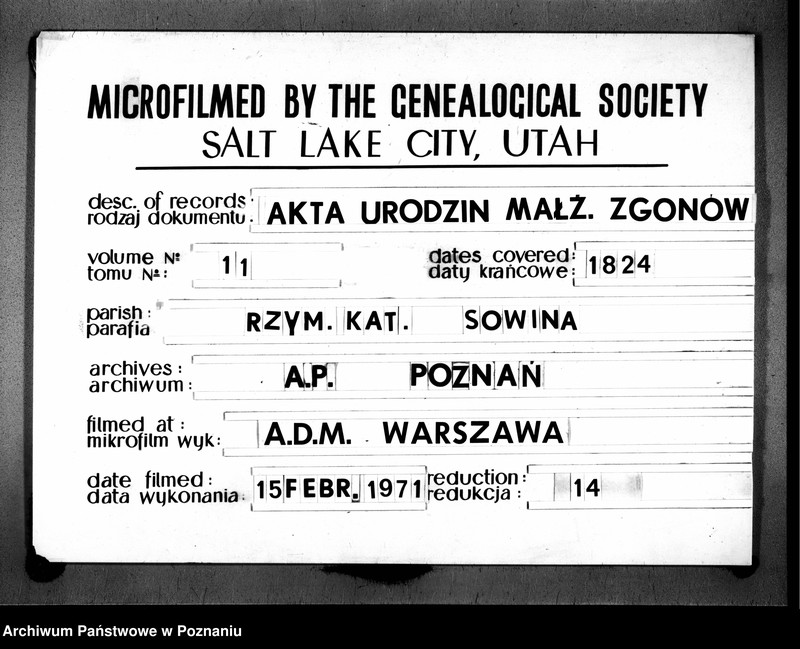 MICROFILMED BY THE GENEALOGICAL SOCIETY
SALT LAKE CITY, UTAH
desc. of records:
rodzaj dokumentu: AKTA URODZIN MAŁŻ. ZGONÓW
volume Nº
tomu Nº: 11
dates covered:
daty krańcowe: 1824
parish:
parafia RZYM. KAT. SOWINA
archives:
archiwum: A.P. POZNAŃ
filmed at:
mikrofilm wyk: A.D.M. WARSZAWA
date filmed:
data wykonania: 15 FEBR. 1971
reduction:
redukcja: 14
Archiwum Państwowe w Poznaniu